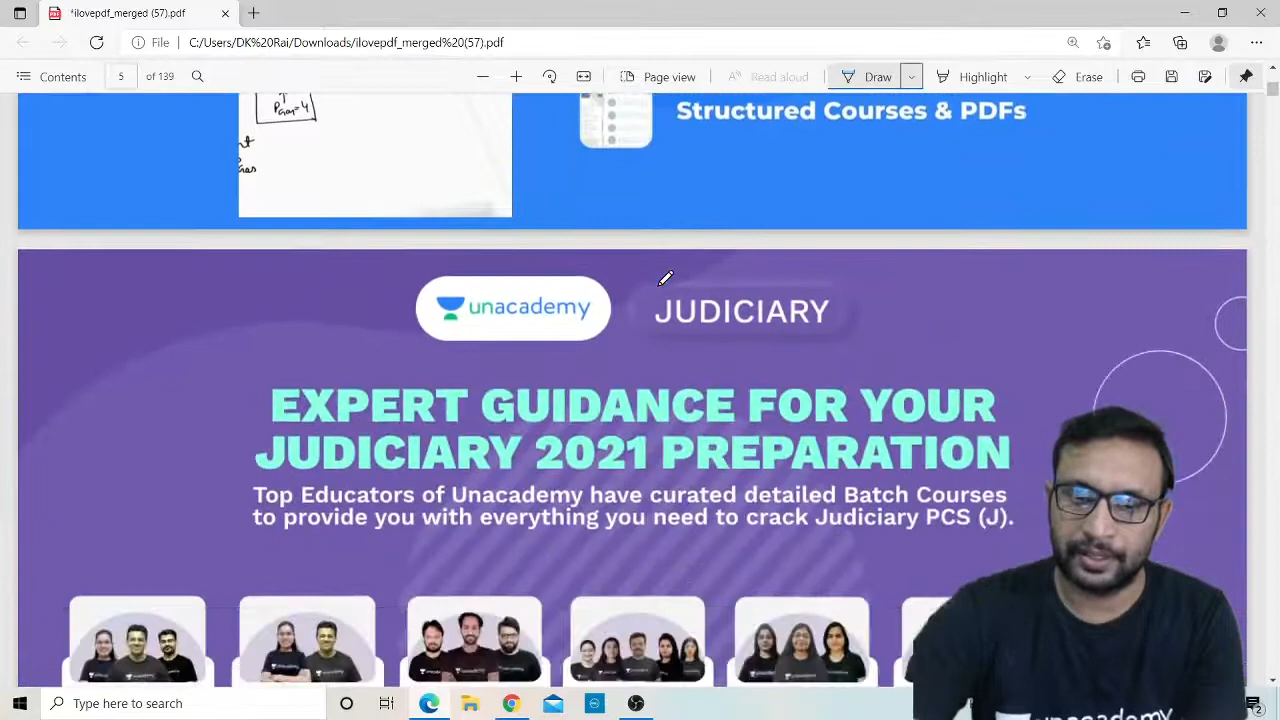 *ilovepdf_merged (57).pdf
File
C:/Users/DK%20Rai/Downloads/ilovepdf_merged%20(57).pdf
Contents
5
of 139
Page view
Read aloud
Draw
Highlight
Erase
PGas=4
Structured Courses & PDFs
unacademy
JUDICIARY
EXPERT GUIDANCE FOR YOUR
JUDICIARY 2021 PREPARATION
Top Educators of Unacademy have curated detailed Batch Courses
to provide you with everything you need to crack Judiciary PCS (J).
unacademy
Type here to search
2